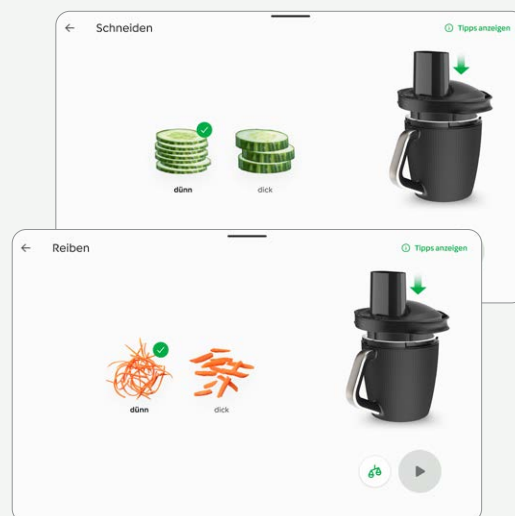 Schneiden
Tipps anzeigen
dünn
dick
Reiben
Tipps anzeigen
dünn
dick